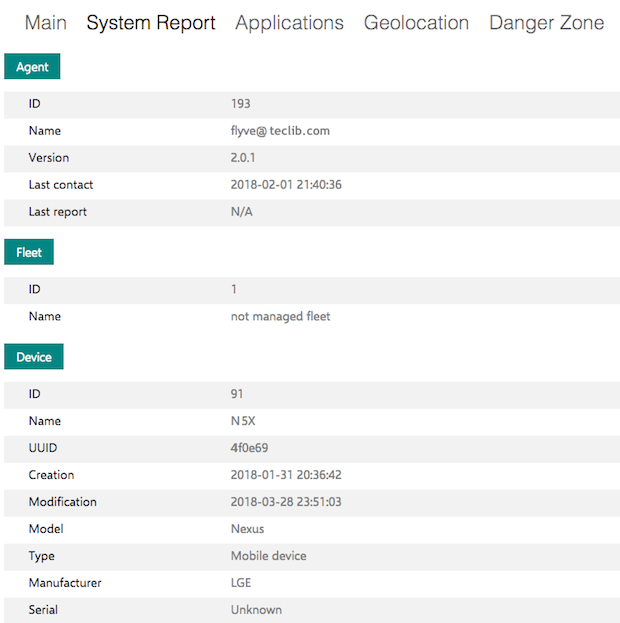 Main System Report Applications Geolocation Danger Zone
Agent
ID 193
Name flyve@teclib.com
Version 2.0.1
Last contact 2018-02-01 21:40:36
Last report N/A
Fleet
ID 1
Name not managed fleet
Device
ID 91
Name N5X
UUID 4f0e69
Creation 2018-01-31 20:36:42
Modification 2018-03-28 23:51:03
Model Nexus
Type Mobile device
Manufacturer LGE
Serial Unknown